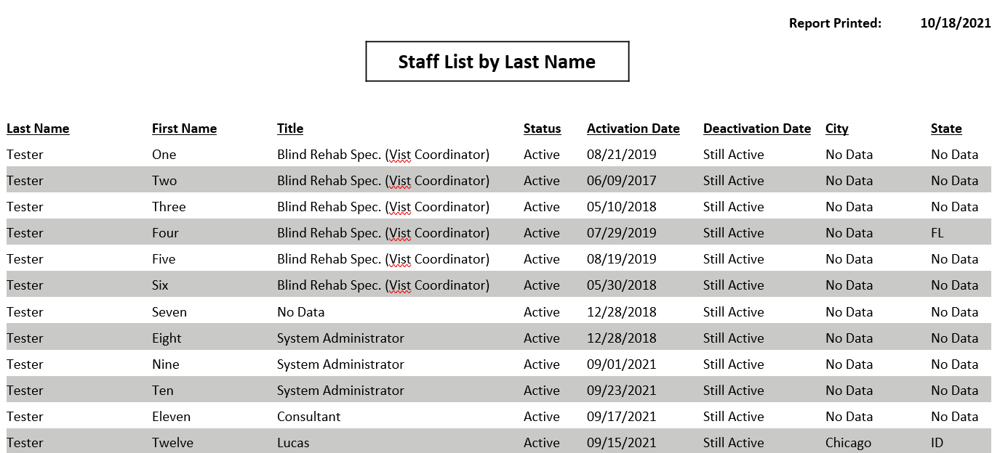 Report Printed: 10/18/2021
Staff List by Last Name
Last Name First Name Title Status Activation Date Deactivation Date City State
Tester One Blind Rehab Spec. (Vist Coordinator) Active 08/21/2019 Still Active No Data No Data
Tester Two Blind Rehab Spec. (Vist Coordinator) Active 06/09/2017 Still Active No Data No Data
Tester Three Blind Rehab Spec. (Vist Coordinator) Active 05/10/2018 Still Active No Data No Data
Tester Four Blind Rehab Spec. (Vist Coordinator) Active 07/29/2019 Still Active No Data FL
Tester Five Blind Rehab Spec. (Vist Coordinator) Active 08/19/2019 Still Active No Data No Data
Tester Six Blind Rehab Spec. (Vist Coordinator) Active 05/30/2018 Still Active No Data No Data
Tester Seven No Data Active 12/28/2018 Still Active No Data No Data
Tester Eight System Administrator Active 12/28/2018 Still Active No Data No Data
Tester Nine System Administrator Active 09/01/2021 Still Active No Data No Data
Tester Ten System Administrator Active 09/23/2021 Still Active No Data No Data
Tester Eleven Consultant Active 09/17/2021 Still Active No Data No Data
Tester Twelve Lucas Active 09/15/2021 Still Active Chicago ID